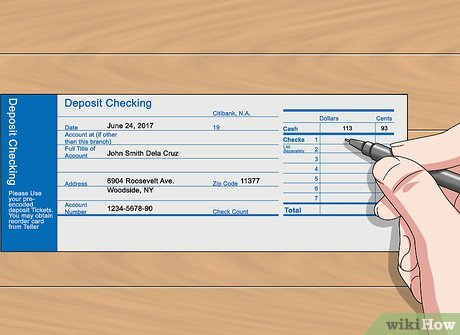 Deposit Checking
Please Use
your pre-
encoded
deposit Tickets.
You may obtain
reorder card
from Teller
Deposit Checking
Citibank, N.A.
Date June 24, 2017 19
Account at (if other
than this branch)
Full Title of
Account John Smith Dela Cruz
Address 6904 Roosevelt Ave. Zip Code 11377
Woodside, NY
Account
Number 1234-5678-90 Check Count
Dollars Cents
Cash 113 93
Checks 1
List
Separately 2
3
4
5
6
7
Total
wikiHow